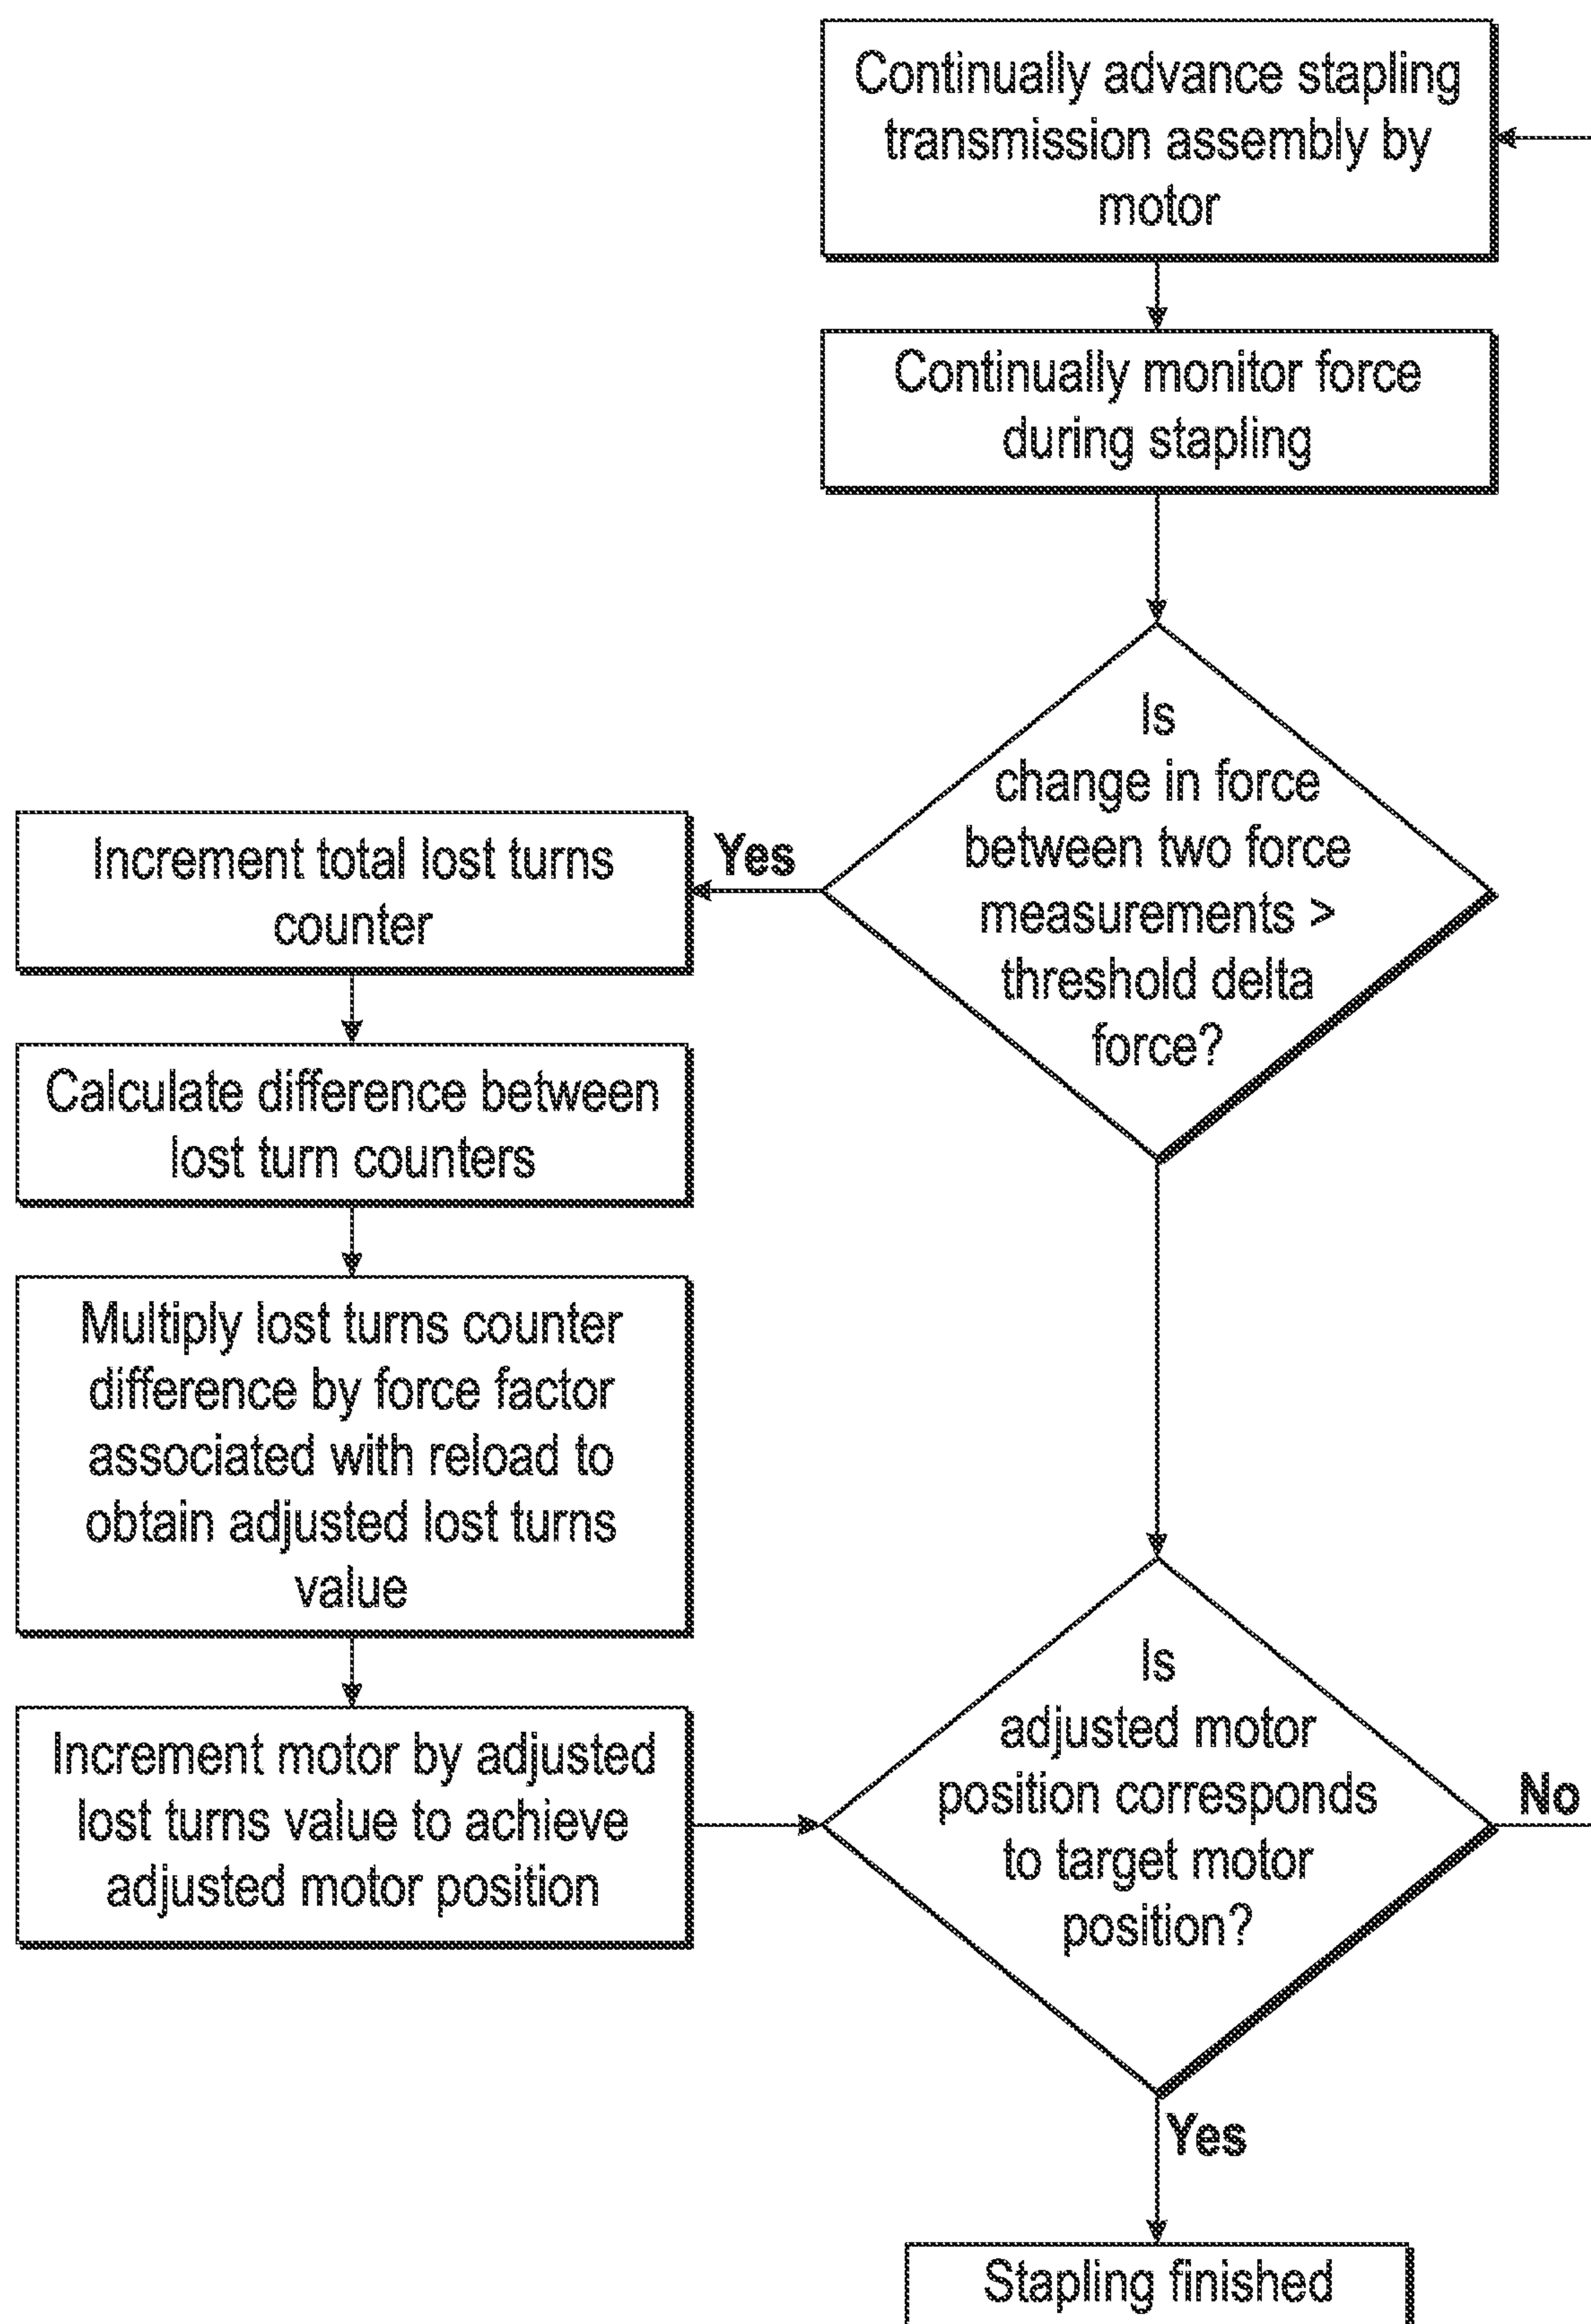 Continually advance stapling
transmission assembly by
motor
Continually monitor force
during stapling
Is
change in force
between two force
measurements >
threshold delta
force?
Yes
Increment total lost turns
counter
Calculate difference between
lost turn counters
Multiply lost turns counter
difference by force factor
associated with reload to
obtain adjusted lost turns
value
Increment motor by adjusted
lost turns value to achieve
adjusted motor position
Is
adjusted motor
position corresponds
to target motor
position?
No
Yes
Stapling finished